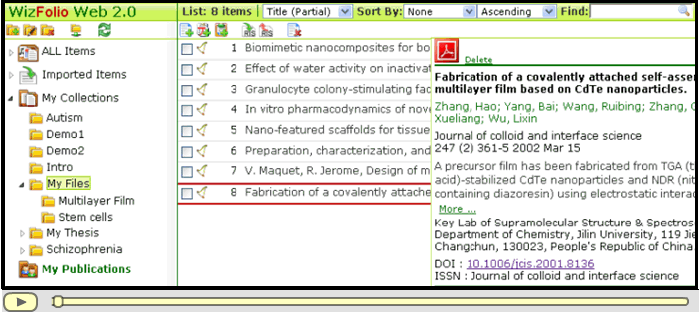 WizFolio Web 2.0
List: 8 items | Title (Partial) Sort By: None Ascending Find:
ALL Items
Imported Items
My Collections
Autism
Demo1
Demo2
Intro
My Files
Multilayer Film
Stem cells
My Thesis
Schizophrenia
My Publications
1 Biomimetic nanocomposites for bo
2 Effect of water activity on inactivat
3 Granulocyte colony-stimulating fac
4 In vitro pharmacodynamics of nove
5 Nano-featured scaffolds for tissue
6 Preparation, characterization, and
7 V. Maquet, R. Jerome, Design of m
8 Fabrication of a covalently attache
Delete
Fabrication of a covalently attached self-asse
multilayer film based on CdTe nanoparticles.
Zhang, Hao; Yang, Bai; Wang, Ruibing; Zhang, G
Xueliang; Wu, Lixin
Journal of colloid and interface science
247 (2) 361-5 2002 Mar 15
A precursor film has been fabricated from TGA (t
acid)-stabilized CdTe nanoparticles and NDR (nit
containing diazoresin) using electrostatic interac
More ...
Key Lab of Supramolecular Structure & Spectros
Department of Chemistry, Jilin University, 119 Jie
Changchun, 130023, People's Republic of China
DOI : 10.1006/jcis.2001.8136
ISSN : Journal of colloid and interface science